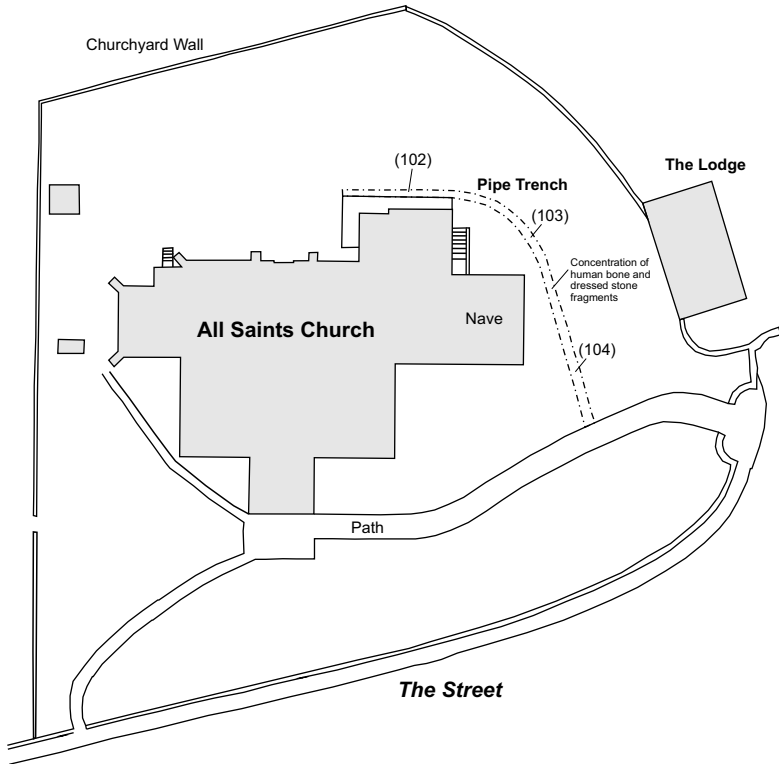 Churchyard Wall
(102)
Pipe Trench
The Lodge
(103)
Concentration of
human bone and
dressed stone
fragments
All Saints Church
Nave
(104)
Path
The Street